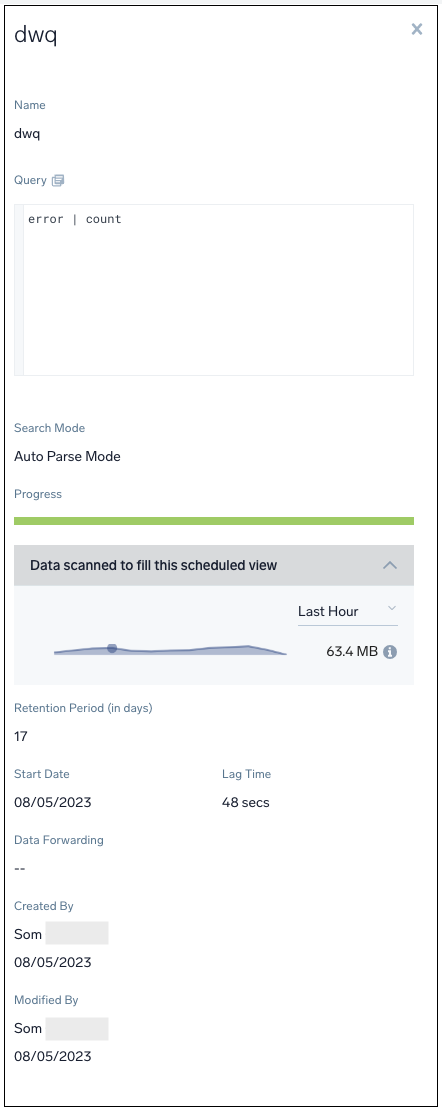 dwq
Name
dwq
Query
error | count
Search Mode
Auto Parse Mode
Progress
Data scanned to fill this scheduled view
Last Hour
63.4 MB
Retention Period (in days)
17
Start Date Lag Time
08/05/2023 48 secs
Data Forwarding
--
Created By
Som
08/05/2023
Modified By
Som
08/05/2023